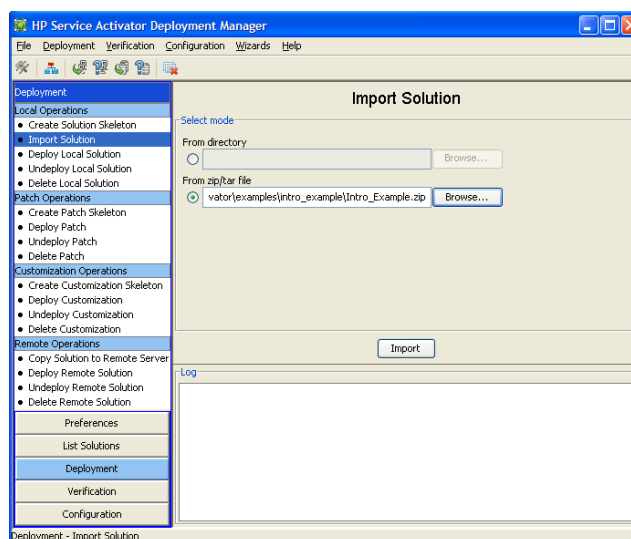 HP Service Activator Deployment Manager
File Deployment Verification Configuration Wizards Help
Deployment
Local Operations
Create Solution Skeleton
Import Solution
Deploy Local Solution
Undeploy Local Solution
Delete Local Solution
Patch Operations
Create Patch Skeleton
Deploy Patch
Undeploy Patch
Delete Patch
Customization Operations
Create Customization Skeleton
Deploy Customization
Undeploy Customization
Delete Customization
Remote Operations
Copy Solution to Remote Server
Deploy Remote Solution
Undeploy Remote Solution
Delete Remote Solution
Preferences
List Solutions
Deployment
Verification
Configuration
Import Solution
Select mode
From directory
Browse...
From zip/tar file
vator\examples\intro_example\Intro_Example.zip Browse...
Import
Log
Deployment - Import Solution